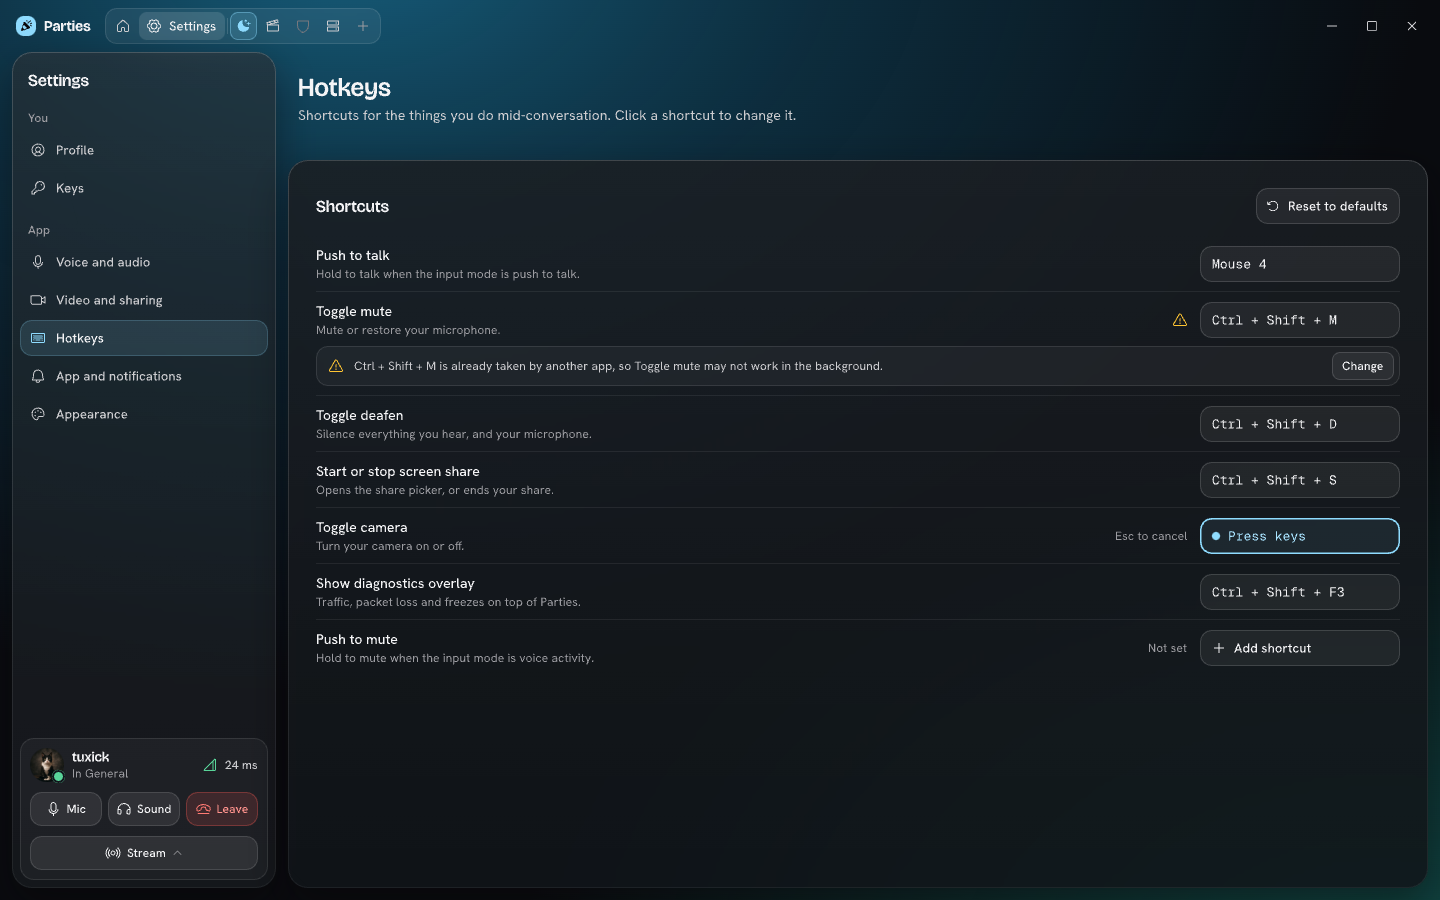 Parties
Settings
Settings
You
Profile
Keys
App
Voice and audio
Video and sharing
Hotkeys
App and notifications
Appearance
tuxick
In General
24 ms
Mic
Sound
Leave
Stream
Hotkeys
Shortcuts for the things you do mid-conversation. Click a shortcut to change it.
Shortcuts
Reset to defaults
Push to talk
Hold to talk when the input mode is push to talk.
Mouse 4
Toggle mute
Mute or restore your microphone.
Ctrl + Shift + M
Ctrl + Shift + M is already taken by another app, so Toggle mute may not work in the background.
Change
Toggle deafen
Silence everything you hear, and your microphone.
Ctrl + Shift + D
Start or stop screen share
Opens the share picker, or ends your share.
Ctrl + Shift + S
Toggle camera
Turn your camera on or off.
Esc to cancel
Press keys
Show diagnostics overlay
Traffic, packet loss and freezes on top of Parties.
Ctrl + Shift + F3
Push to mute
Hold to mute when the input mode is voice activity.
Not set
Add shortcut